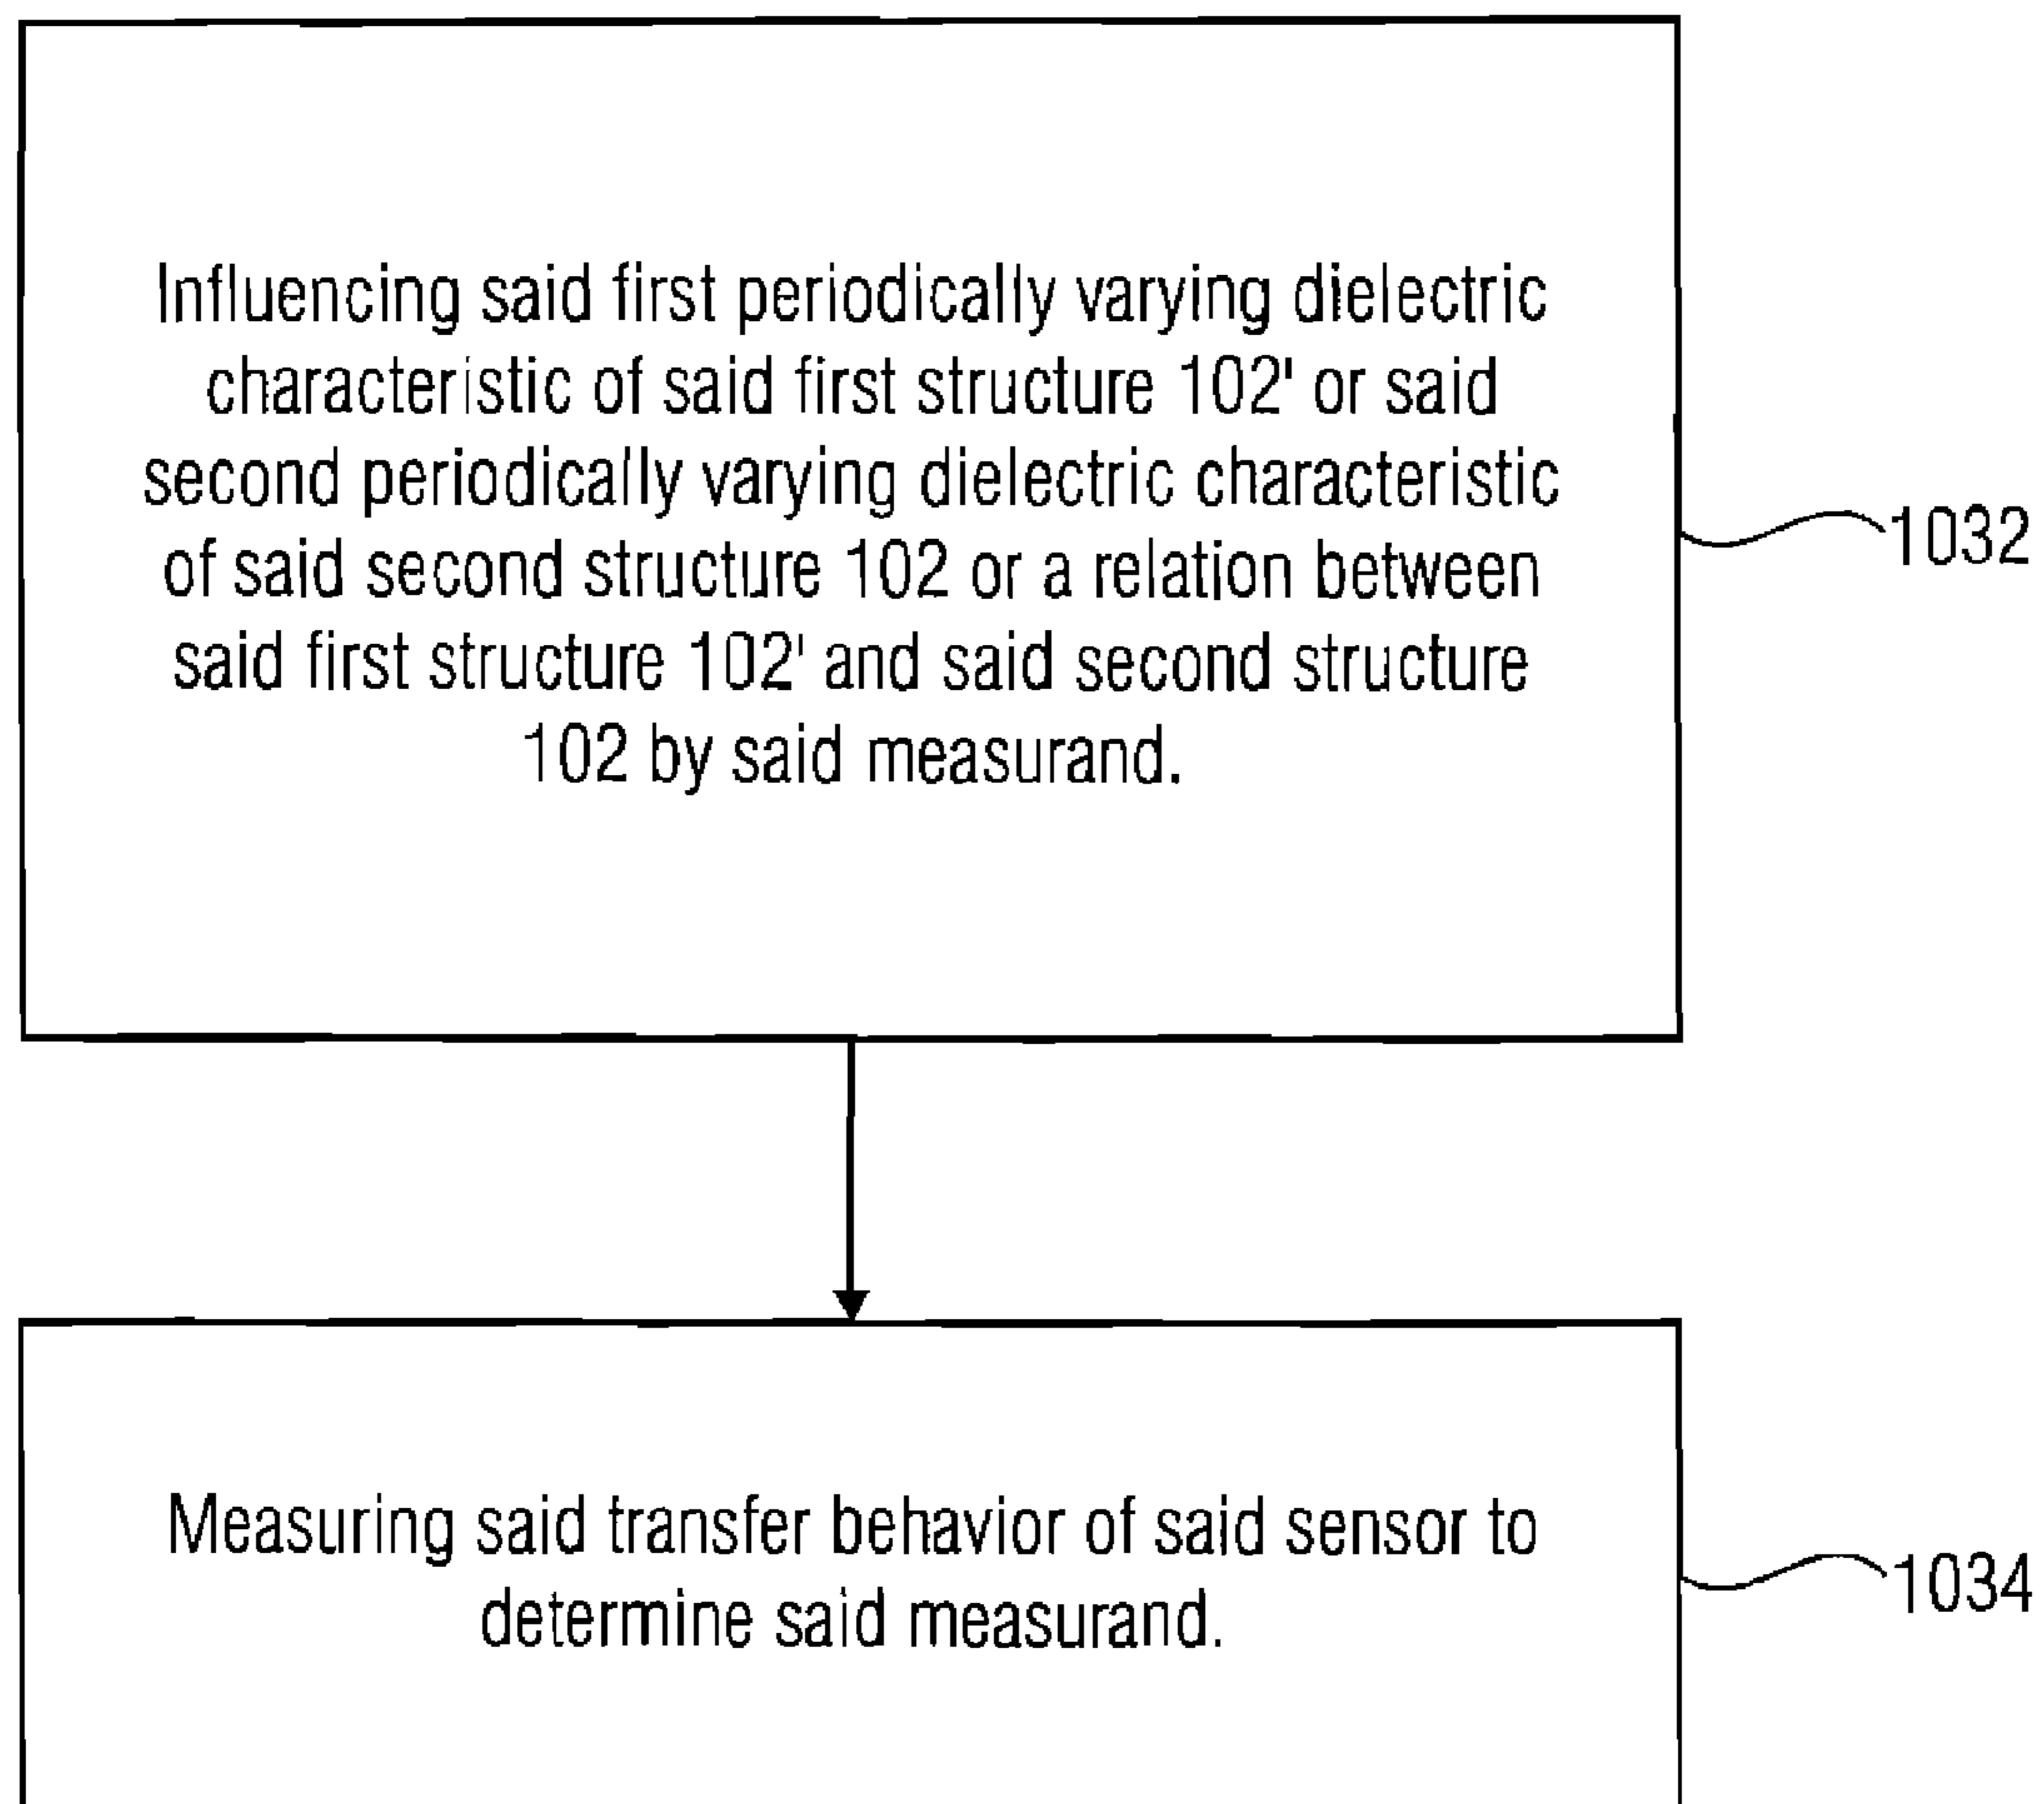 Influencing said first periodically varying dielectric
characteristic of said first structure 102' or said
second periodically varying dielectric characteristic
of said second structure 102 or a relation between
said first structure 102' and said second structure
102 by said measurand.
1032
Measuring said transfer behavior of said sensor to
determine said measurand.
1034